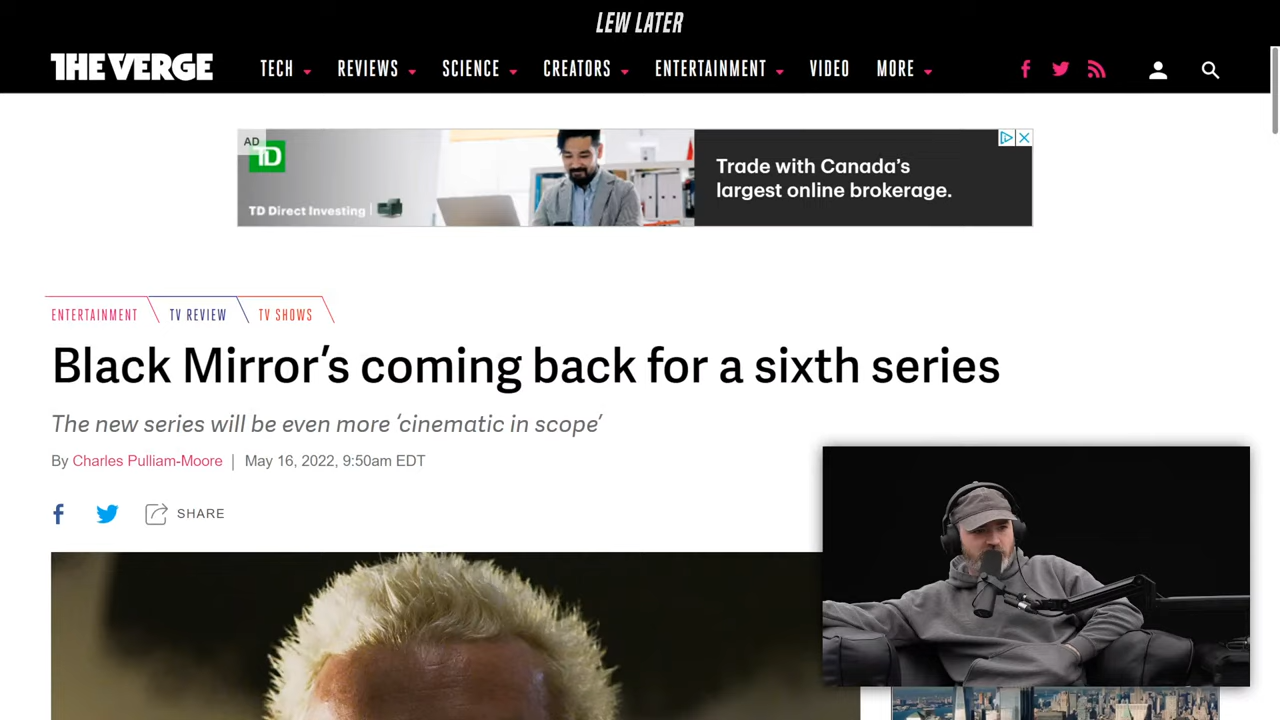 LEW LATER
THE VERGE
TECH REVIEWS SCIENCE CREATORS ENTERTAINMENT VIDEO MORE
AD
TD
TD Direct Investing
Trade with Canada's
largest online brokerage.
ENTERTAINMENT TV REVIEW TV SHOWS
Black Mirror’s coming back for a sixth series
The new series will be even more ‘cinematic in scope’
By Charles Pulliam-Moore | May 16, 2022, 9:50am EDT
SHARE